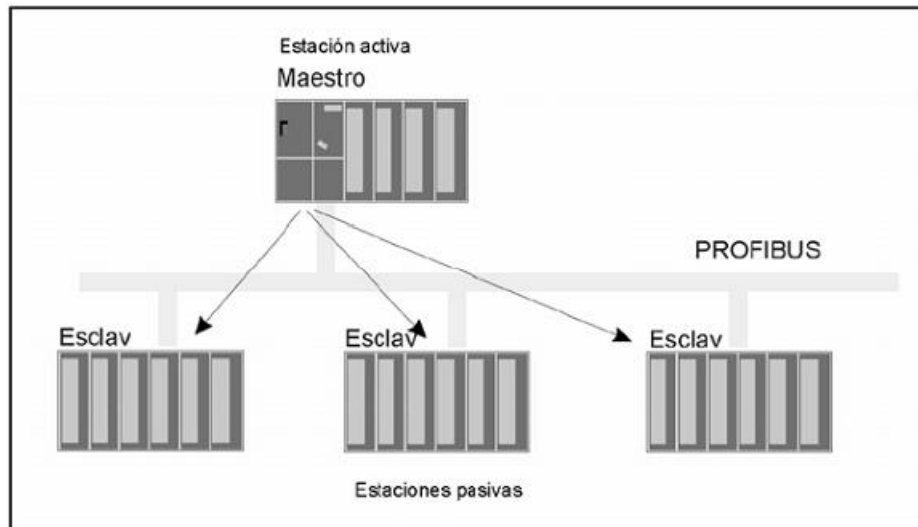 Estación activa
Maestro
PROFIBUS
Esclav
Esclav
Esclav
Estaciones pasivas